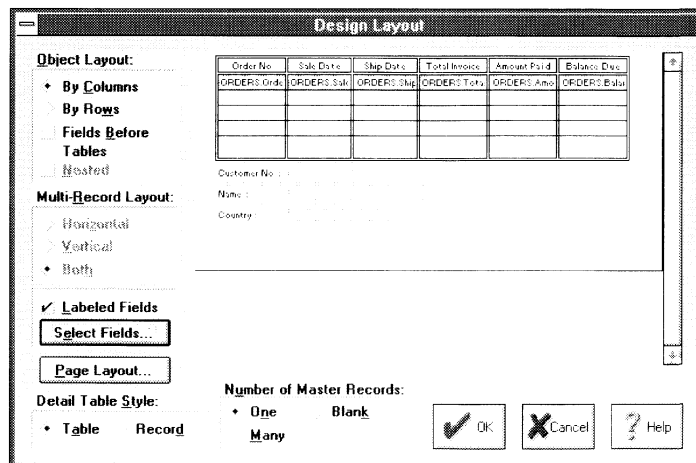 Design Layout
Object Layout:
By Columns
By Rows
Fields Before
Tables
Nested
Multi-Record Layout:
Horizontal
Vertical
Both
Labeled Fields
Select Fields...
Page Layout...
Detail Table Style:
Table Record
Order No Sale Date Ship Date Total Invoice Amount Paid Balance Due
ORDERS.Orde ORDERS.Sale ORDERS.Ship ORDERS.Tota ORDERS.Amo ORDERS.Balar
Customer No :
Name :
Country :
Number of Master Records:
One Blank
Many
OK
Cancel
Help